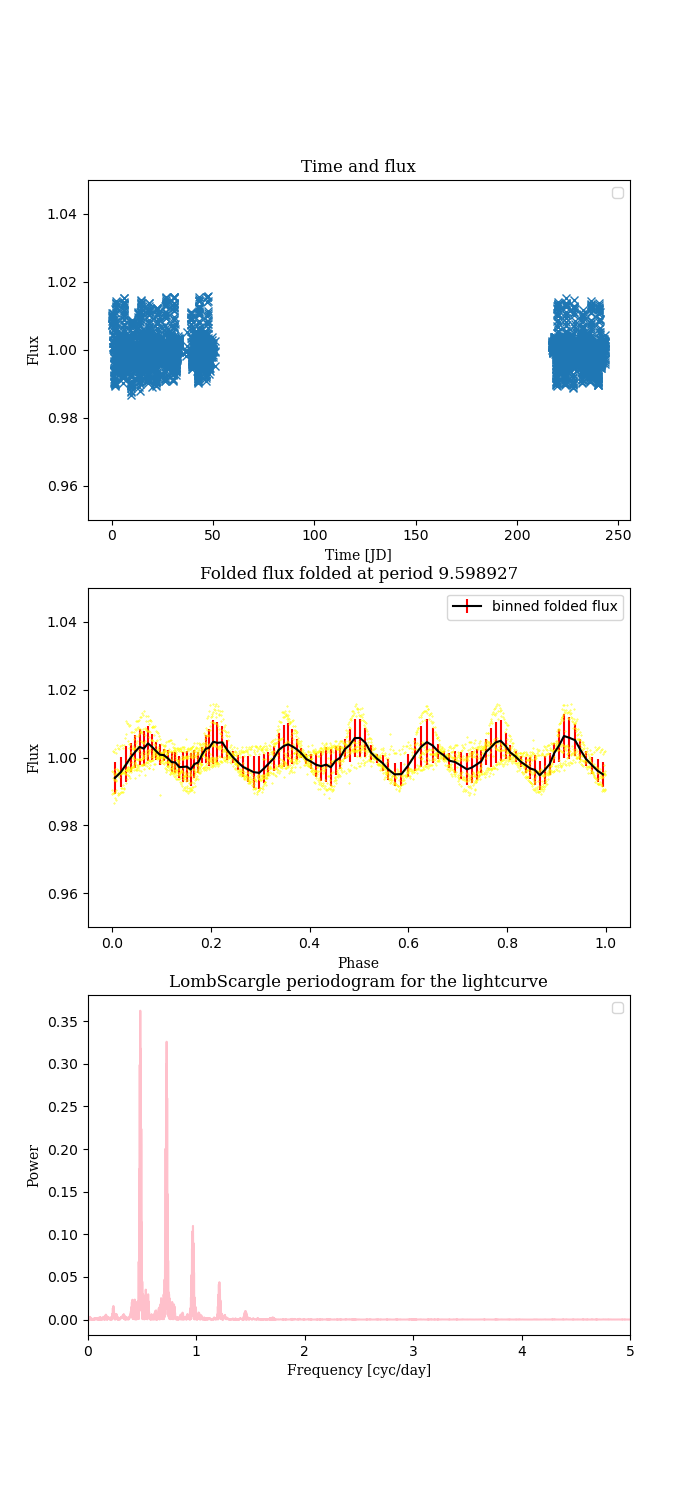 Time and flux
1.04
1.02
1.00
0.98
0.96
Flux
0 50 100 150 200 250
Time [JD]
Folded flux folded at period 9.598927
binned folded flux
1.04
1.02
1.00
0.98
0.96
Flux
0.0 0.2 0.4 0.6 0.8 1.0
Phase
LombScargle periodogram for the lightcurve
0.35
0.30
0.25
0.20
0.15
0.10
0.05
0.00
Power
0 1 2 3 4 5
Frequency [cyc/day]